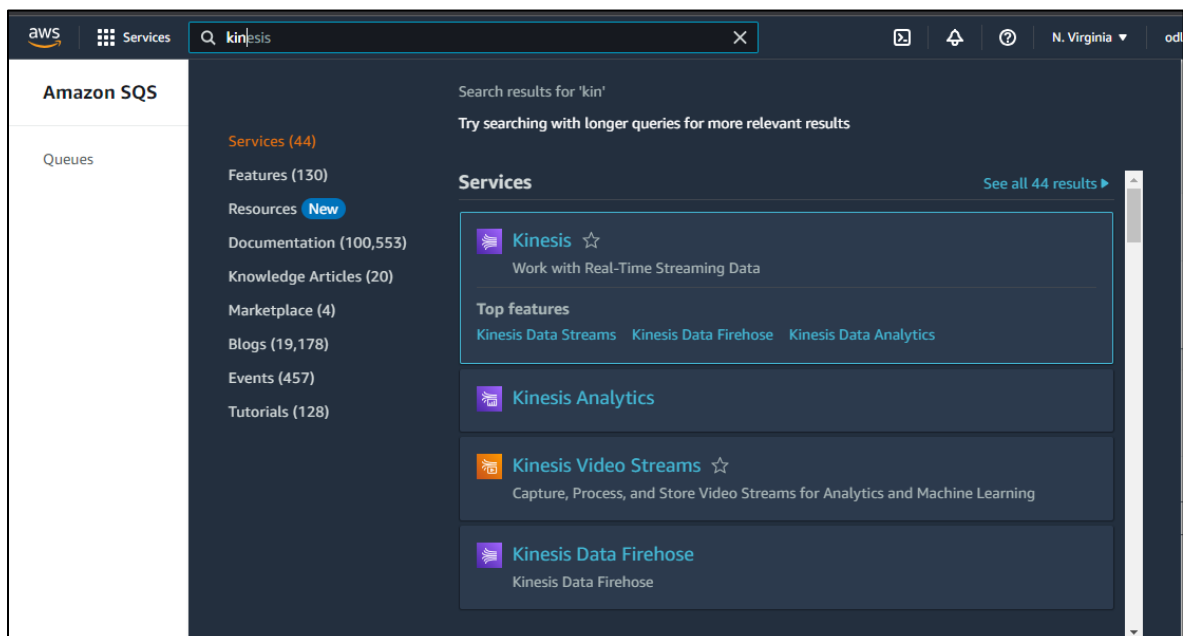 aws
Services
kinesis
N. Virginia
odl
Amazon SQS
Queues
Services (44)
Features (130)
Resources New
Documentation (100,553)
Knowledge Articles (20)
Marketplace (4)
Blogs (19,178)
Events (457)
Tutorials (128)
Search results for 'kin'
Try searching with longer queries for more relevant results
Services
See all 44 results
Kinesis
Work with Real-Time Streaming Data
Top features
Kinesis Data Streams Kinesis Data Firehose Kinesis Data Analytics
Kinesis Analytics
Kinesis Video Streams
Capture, Process, and Store Video Streams for Analytics and Machine Learning
Kinesis Data Firehose
Kinesis Data Firehose